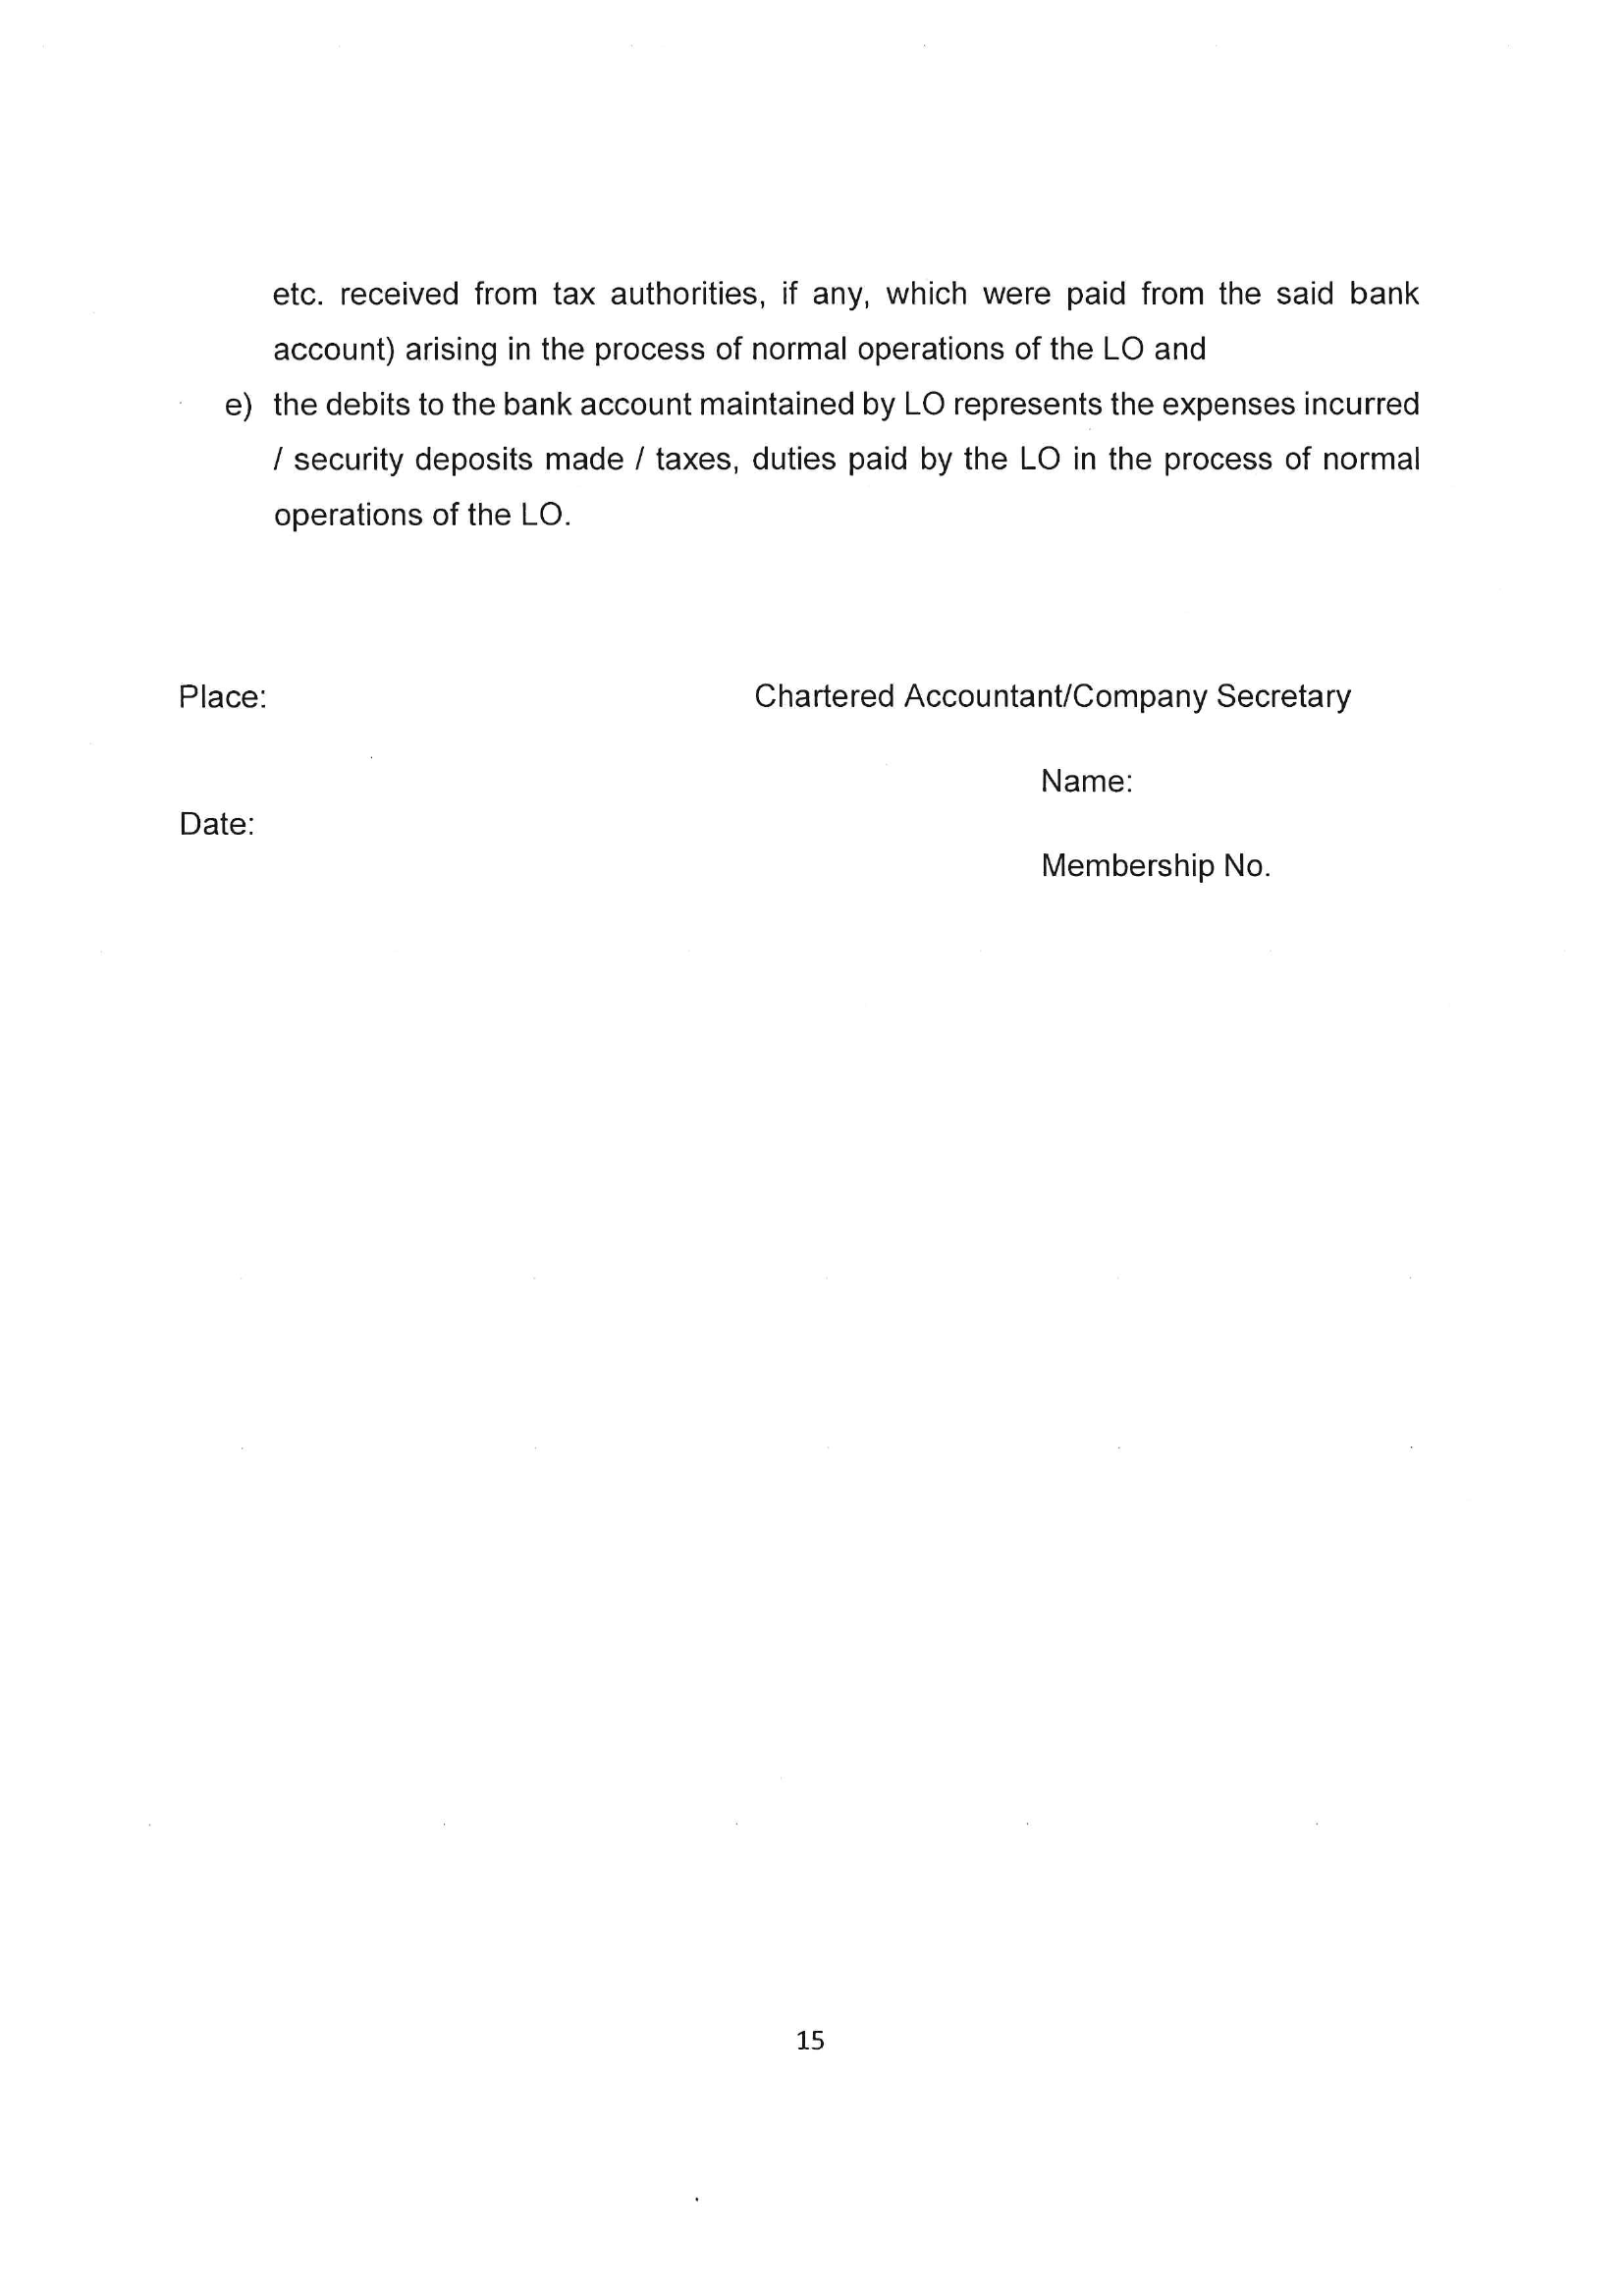 etc. received from tax authorities, if any, which were paid from the said bank
account) arising in the process of normal operations of the LO and
e) the debits to the bank account maintained by LO represents the expenses incurred
/ security deposits made / taxes, duties paid by the LO in the process of normal
operations of the LO.
Place: Chartered Accountant/Company Secretary
Name:
Date:
Membership No.
15